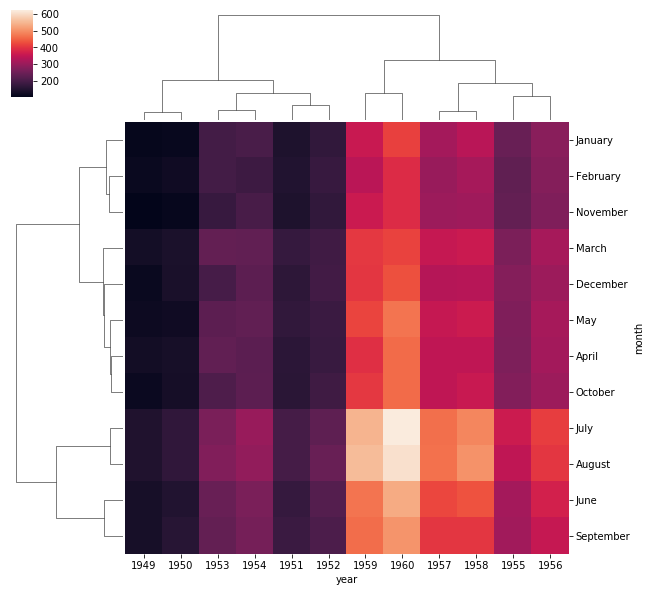 600
500
400
300
200
January
February
November
March
December
May
April
October
July
August
June
September
month
1949 1950 1953 1954 1951 1952 1959 1960 1957 1958 1955 1956
year